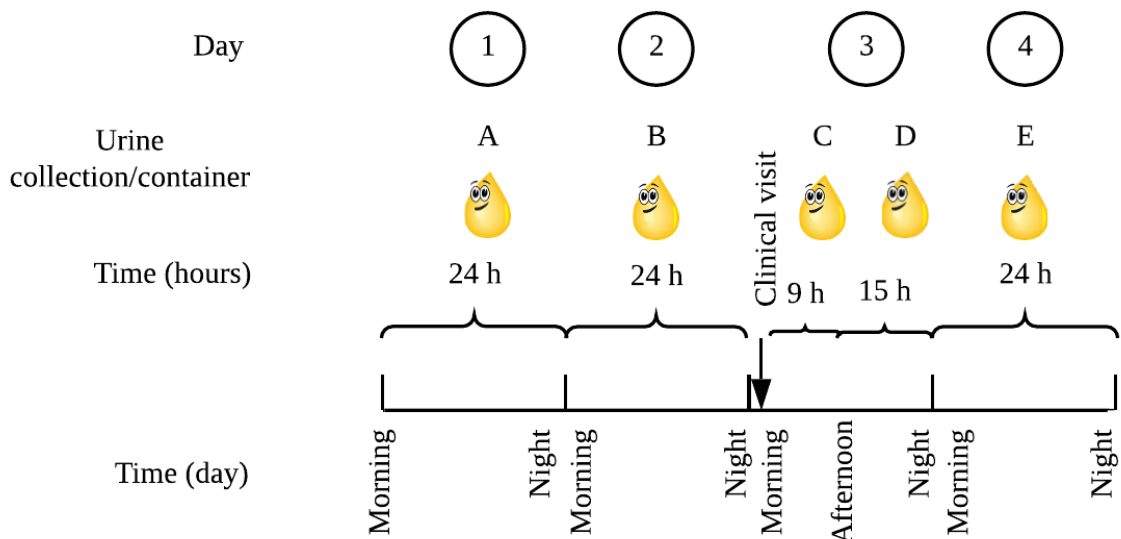 Day 1 2 3 4
Urine
collection/container
A B C D E
Clinical visit
Time (hours) 24 h 24 h 9 h 15 h 24 h
Time (day)
Morning
Night
Morning
Night
Morning
Afternoon
Night
Morning
Night